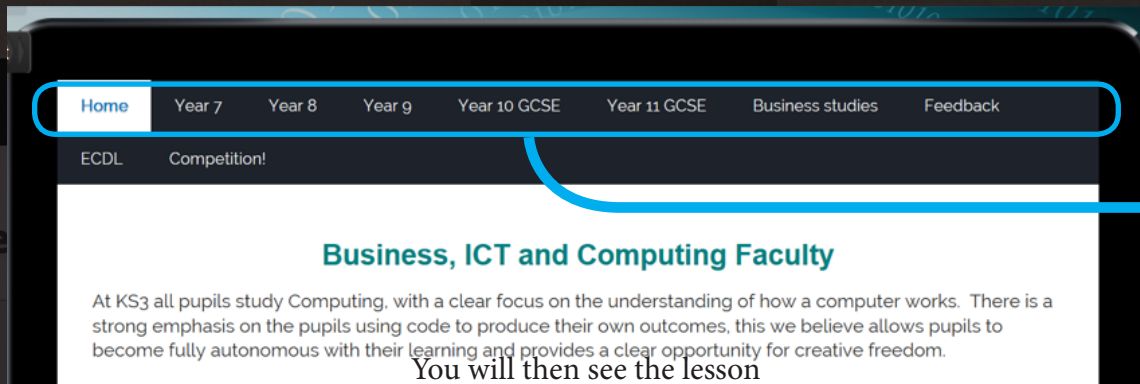 Home Year 7 Year 8 Year 9 Year 10 GCSE Year 11 GCSE Business studies Feedback
ECDL Competition!
Business, ICT and Computing Faculty
At KS3 all pupils study Computing, with a clear focus on the understanding of how a computer works. There is a
strong emphasis on the pupils using code to produce their own outcomes, this we believe allows pupils to
become fully autonomous with their learning and provides a clear opportunity for creative freedom.
You will then see the lesson